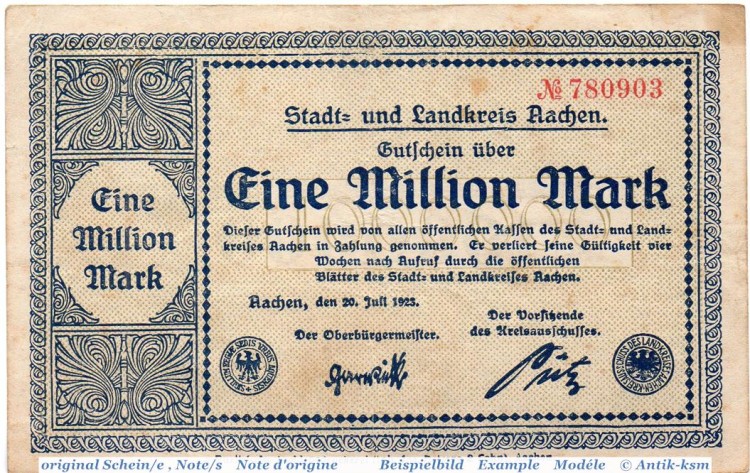 № 780903
Stadt= und Landkreis Aachen.
Gutschein über
Eine Million Mark
1000000
Eine
Million
Mark
Dieser Gutschein wird von allen öffentlichen Kassen des Stadt= und Land=
kreises Aachen in Zahlung genommen. Er verliert seine Gültigkeit vier
Wochen nach Aufruf durch die öffentlichen
Blätter des Stadt= und Landkreises Aachen.
Aachen, den 20. Juli 1923.
Der Oberbürgermeister.
Der Vorsitzende
des Kreisausschusses.
original Schein/e , Note/s Note d'origine Beispielbild Example Modéle © Antik-ksm